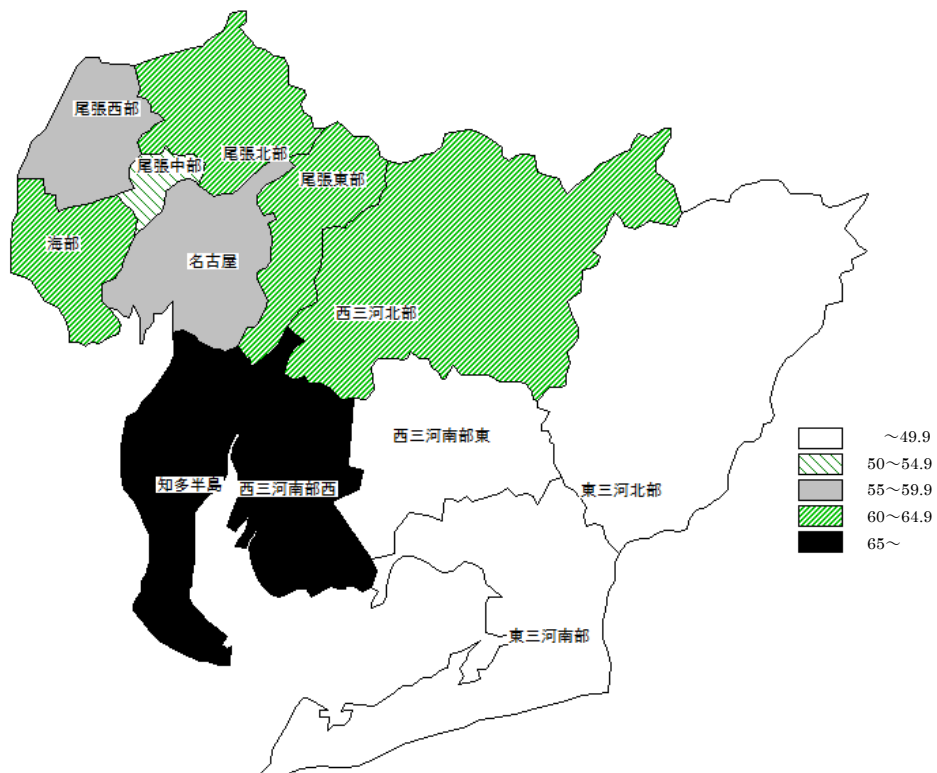 尾張西部
尾張中部
尾張北部
尾張東部
海部
名古屋
西三河北部
西三河南部東
知多半島
西三河南部西
東三河北部
東三河南部
～49.9
50～54.9
55～59.9
60～64.9
65～